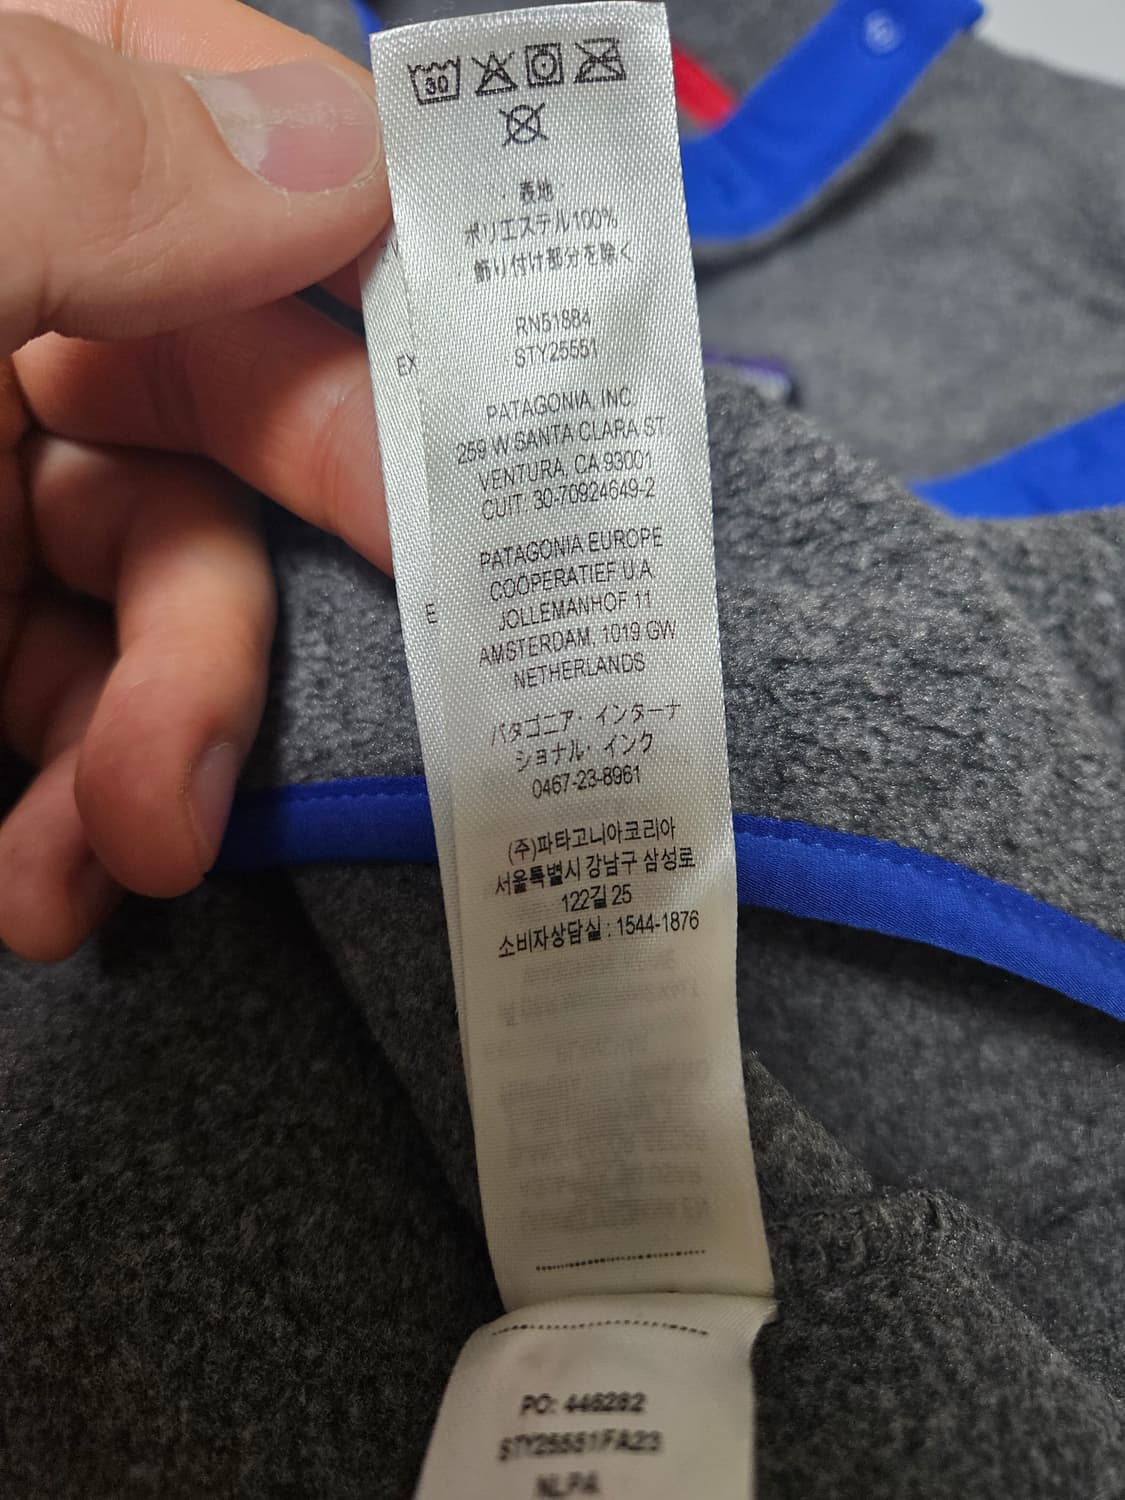 30
表地
ポリエステル100%
飾り付け部分を除く
RN51884
STY25551
PATAGONIA, INC.
259 W SANTA CLARA ST
VENTURA, CA 93001
CUIT: 30-70924649-2
PATAGONIA EUROPE
COOPERATIEF U.A
JOLLEMANHOF 11
AMSTERDAM, 1019 GW
NETHERLANDS
パタゴニア・インターナ
ショナル・インク
0467-23-8961
(주)파타고니아코리아
서울특별시 강남구 삼성로
122길 25
소비자상담실 : 1544-1876
EX
E
PO: 446282
STY25551FA23
NLPA